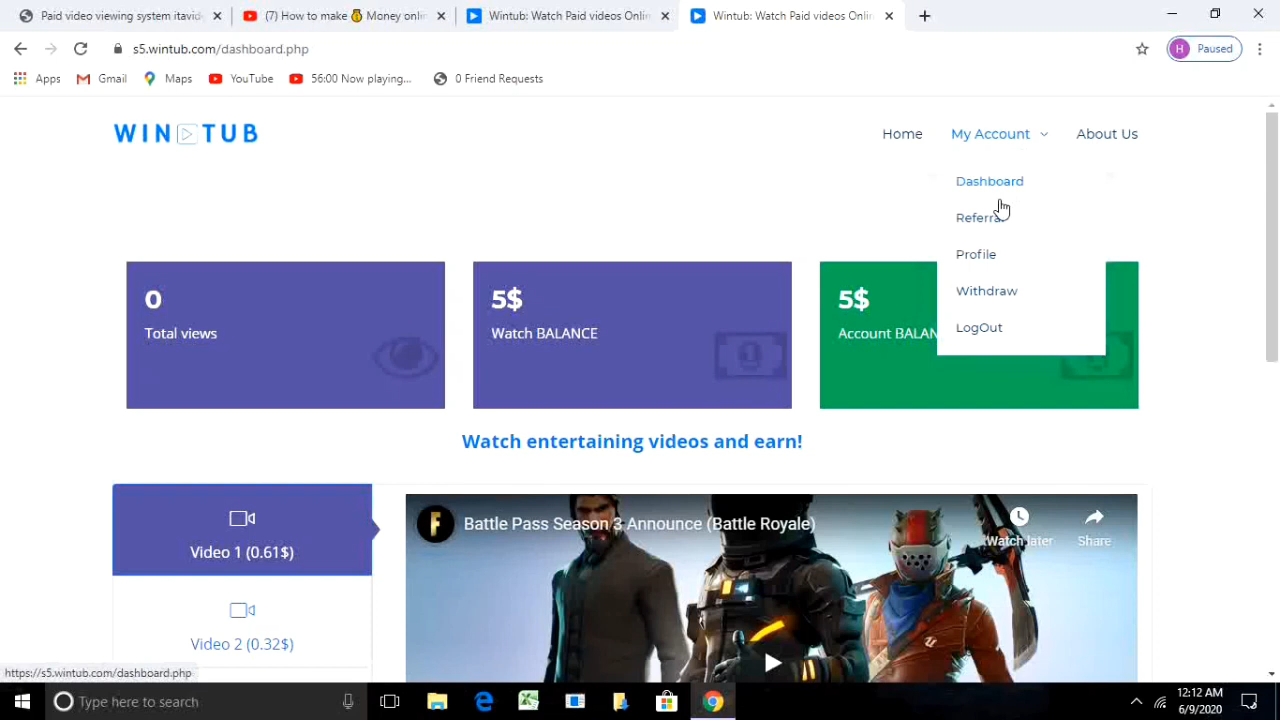 Paid video viewing system itavid
(7) How to make 💰 Money onlin
Wintub: Watch Paid videos Onlin
Wintub: Watch Paid videos Onlin
s5.wintub.com/dashboard.php
H Paused
Apps Gmail Maps YouTube 56:00 Now playing... 0 Friend Requests
WIN TUB
Home My Account About Us
Dashboard
Referral
Profile
Withdraw
LogOut
0
Total views
5$
Watch BALANCE
5$
Account BALAN
Watch entertaining videos and earn!
Video 1 (0.61$)
Video 2 (0.32$)
F Battle Pass Season 3 Announce (Battle Royale)
Watch later Share
https://s5.wintub.com/dashboard.php
Type here to search
12:12 AM
6/9/2020